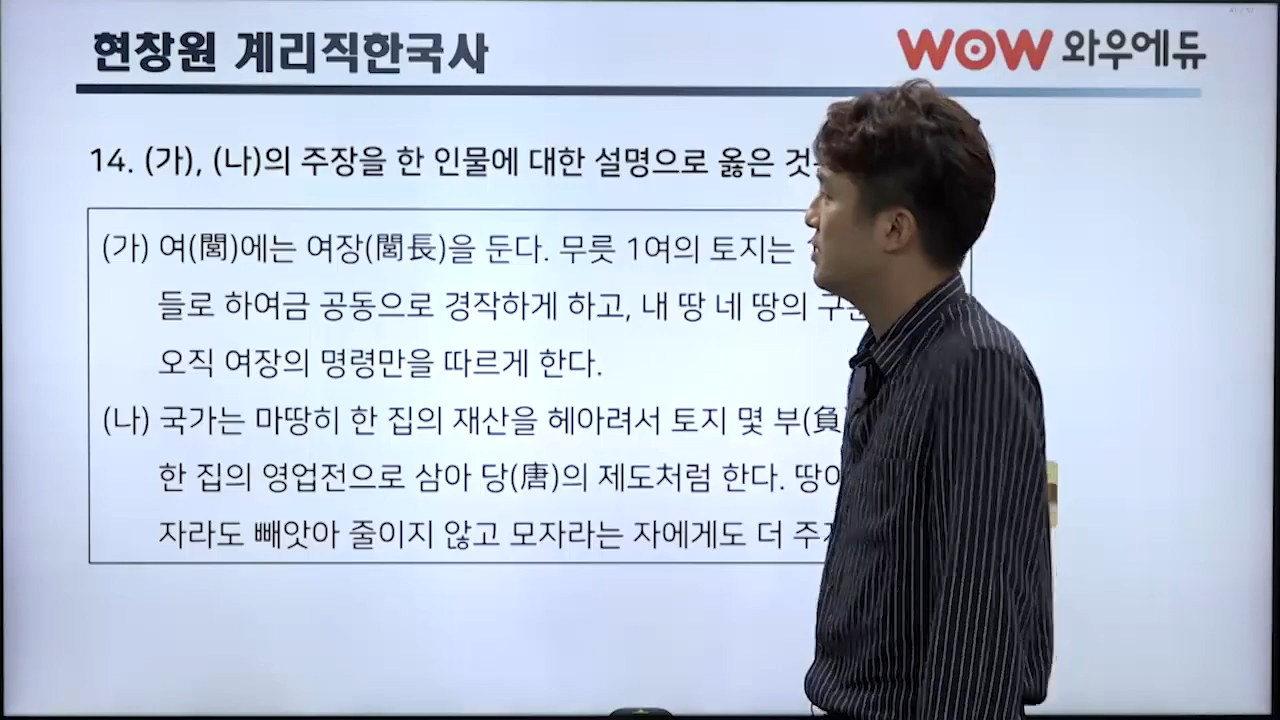 현창원 계리직한국사
WOW 와우에듀
14. (가), (나)의 주장을 한 인물에 대한 설명으로 옳은
(가) 여(閭)에는 여장(閭長)을 둔다. 무릇 1여의 토지는
들로 하여금 공동으로 경작하게 하고, 내 땅 네 땅의
오직 여장의 명령만을 따르게 한다.
(나) 국가는 마땅히 한 집의 재산을 헤아려서 토지 몇 부(負)
한 집의 영업전으로 삼아 당(唐)의 제도처럼 한다.
자라도 빼앗아 줄이지 않고 모자라는 자에게도 더